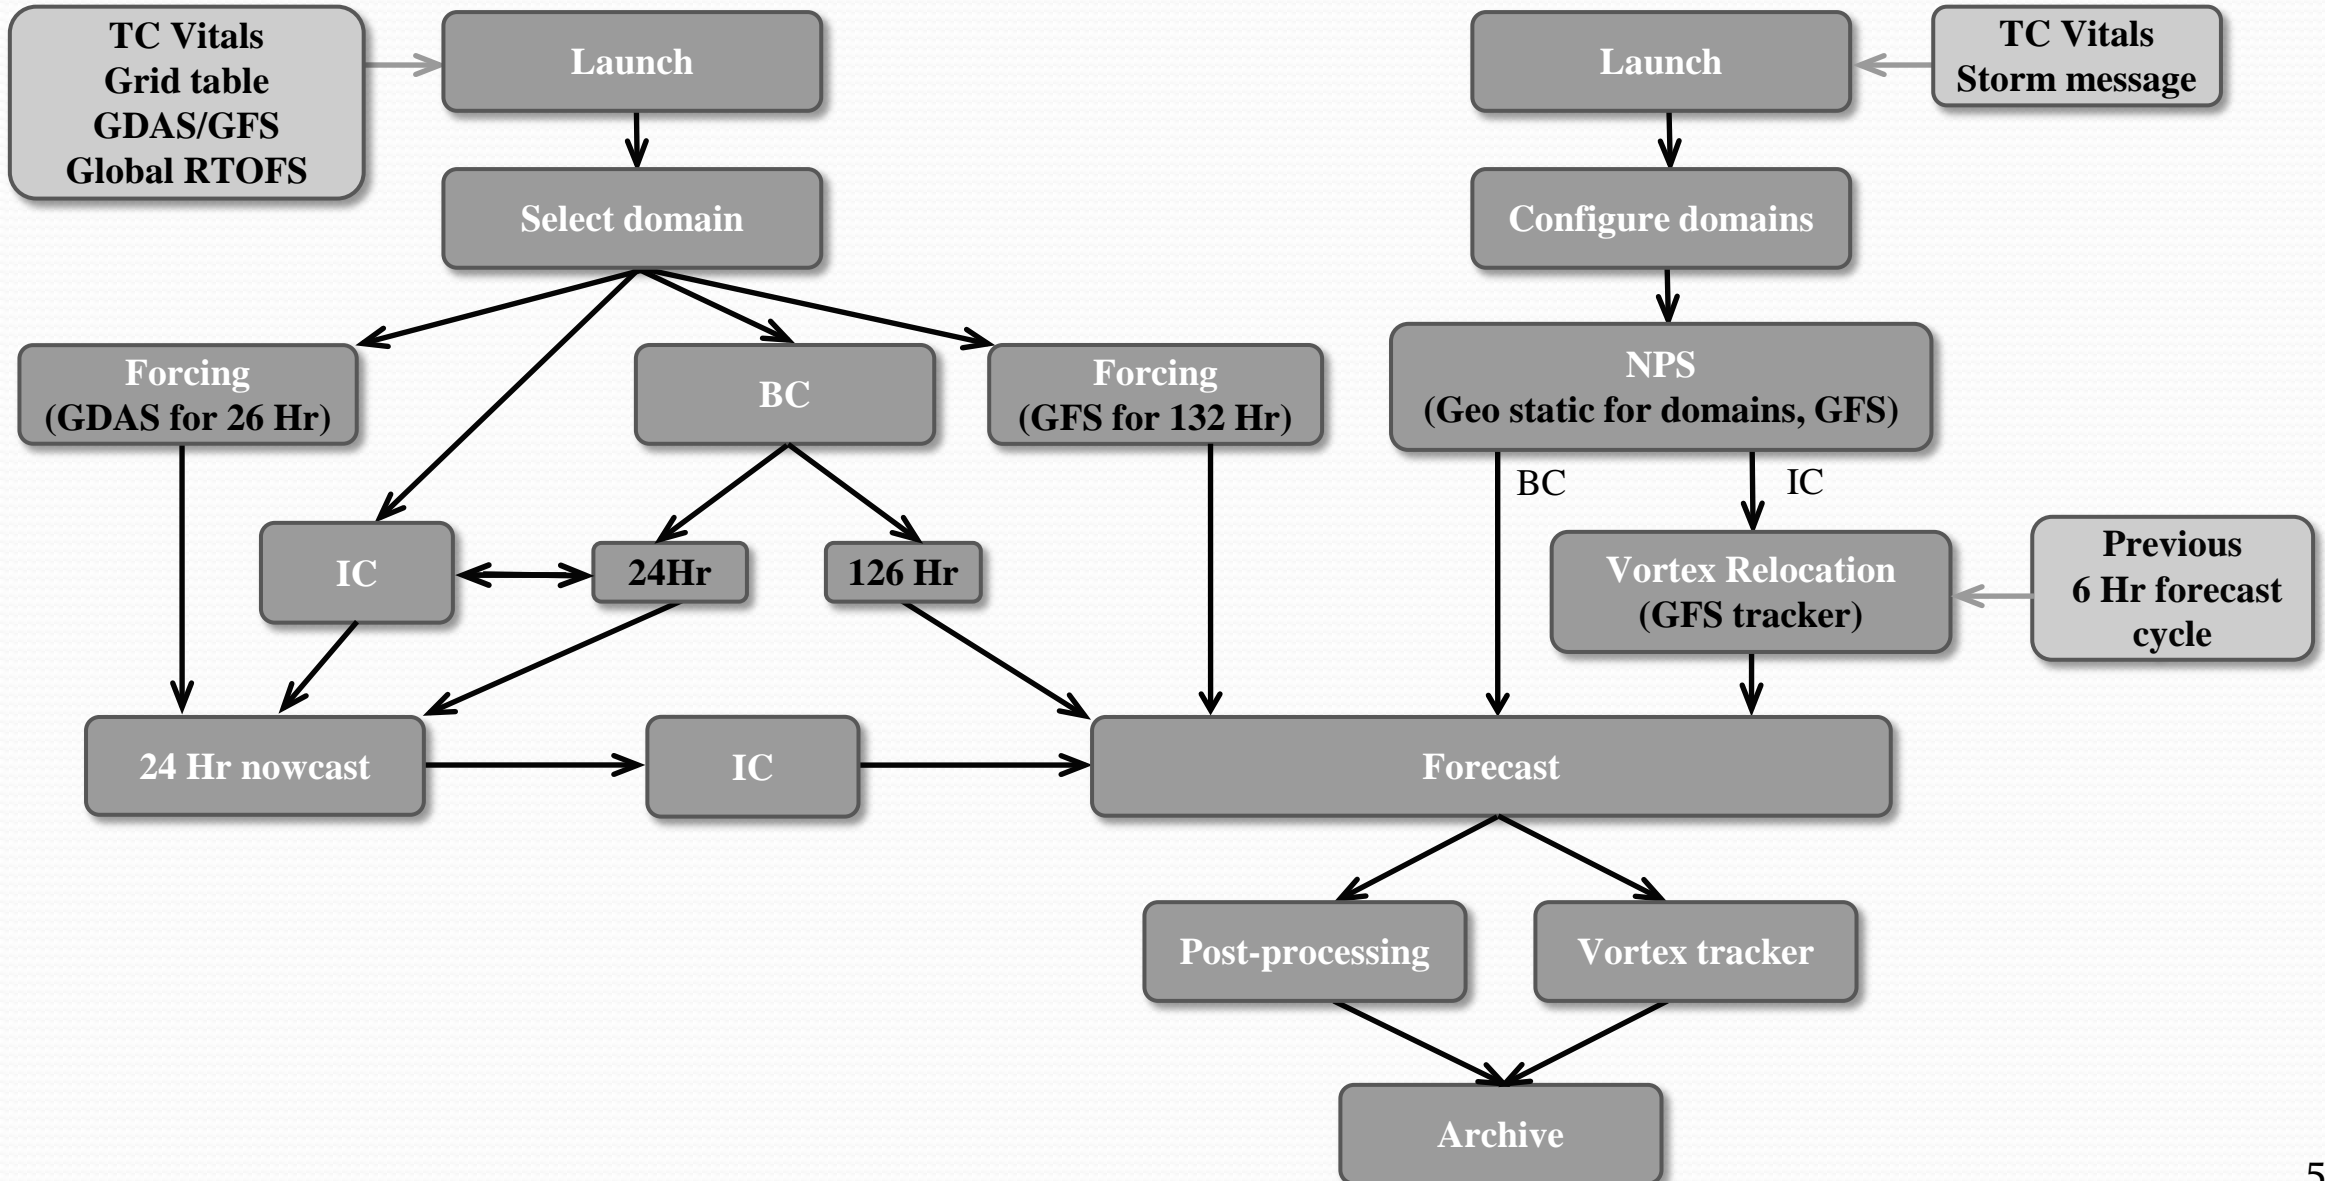 TC Vitals
Grid table
GDAS/GFS
Global RTOFS
Launch
Launch
TC Vitals
Storm message
Select domain
Configure domains
Forcing
(GDAS for 26 Hr)
BC
Forcing
(GFS for 132 Hr)
NPS
(Geo static for domains, GFS)
BC
IC
IC
24Hr
126 Hr
Vortex Relocation
(GFS tracker)
Previous
6 Hr forecast
cycle
24 Hr nowcast
IC
Forecast
Post-processing
Vortex tracker
Archive
5